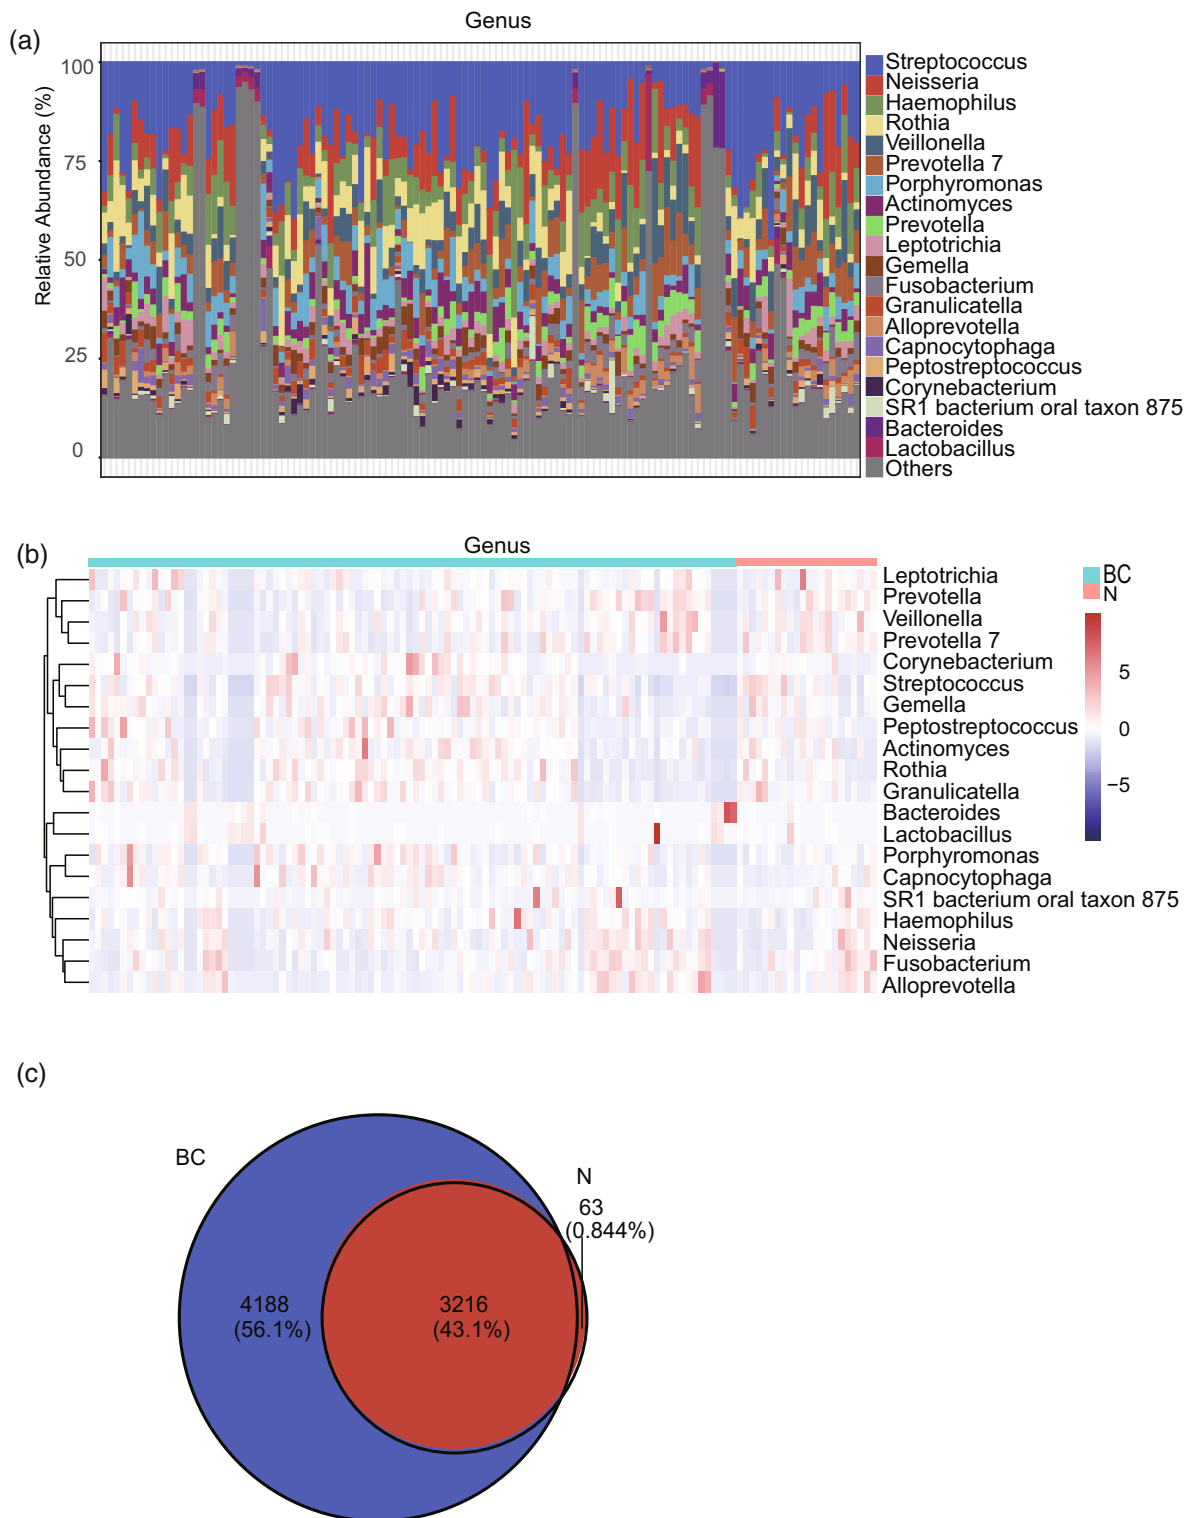 (a)
Genus
Relative Abundance (%)
100
75
50
25
0
Streptococcus
Neisseria
Haemophilus
Rothia
Veillonella
Prevotella 7
Porphyromonas
Actinomyces
Prevotella
Leptotrichia
Gemella
Fusobacterium
Granulicatella
Alloprevotella
Capnocytophaga
Peptostreptococcus
Corynebacterium
SR1 bacterium oral taxon 875
Bacteroides
Lactobacillus
Others
(b)
Genus
Leptotrichia
Prevotella
Veillonella
Prevotella 7
Corynebacterium
Streptococcus
Gemella
Peptostreptococcus
Actinomyces
Rothia
Granulicatella
Bacteroides
Lactobacillus
Porphyromonas
Capnocytophaga
SR1 bacterium oral taxon 875
Haemophilus
Neisseria
Fusobacterium
Alloprevotella
BC
N
5
0
−5
(c)
BC
N
63
(0.844%)
4188
(56.1%)
3216
(43.1%)